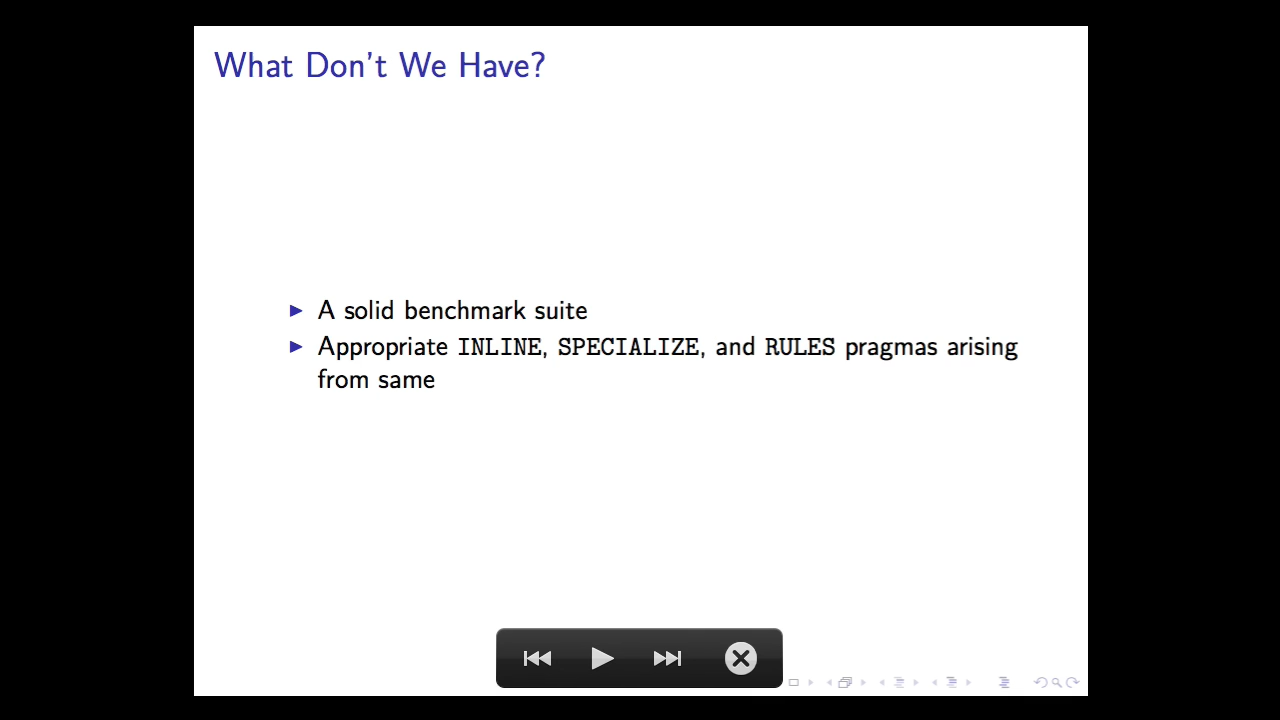 What Don't We Have?
A solid benchmark suite
Appropriate INLINE, SPECIALIZE, and RULES pragmas arising
from same